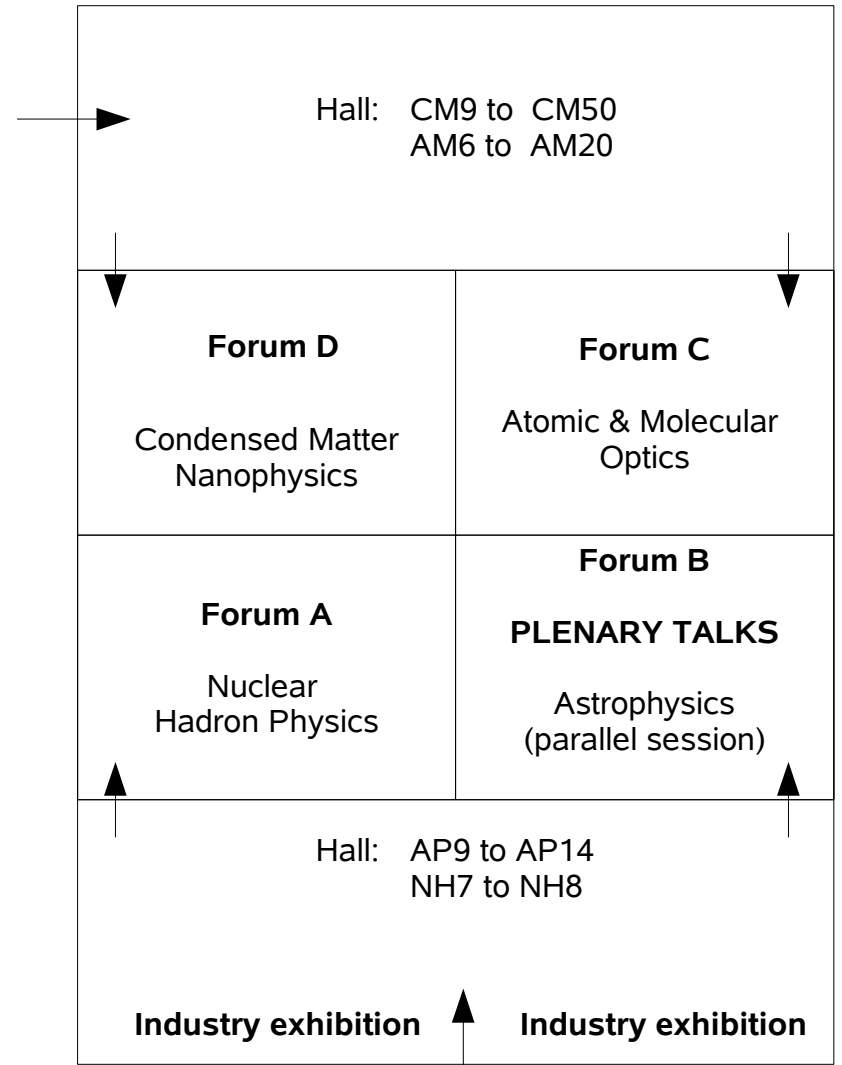 Hall: CM9 to CM50
AM6 to AM20
Forum D
Condensed Matter
Nanophysics
Forum C
Atomic & Molecular
Optics
Forum A
Nuclear
Hadron Physics
Forum B
PLENARY TALKS
Astrophysics
(parallel session)
Hall: AP9 to AP14
NH7 to NH8
Industry exhibition
Industry exhibition